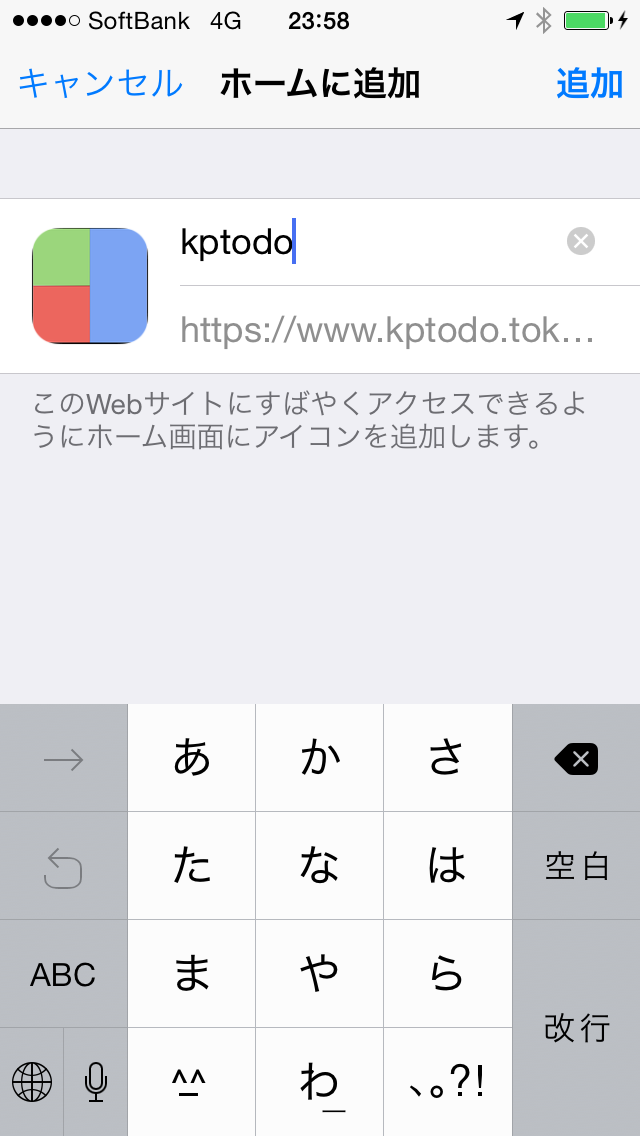 SoftBank 4G 23:58
キャンセル ホームに追加 追加
kptodo
https://www.kptodo.tok…
このWebサイトにすばやくアクセスできるよ
うにホーム画面にアイコンを追加します。
→ あ か さ
た な は 空白
ABC ま や ら
改行
^_^ わ_ 、。?!